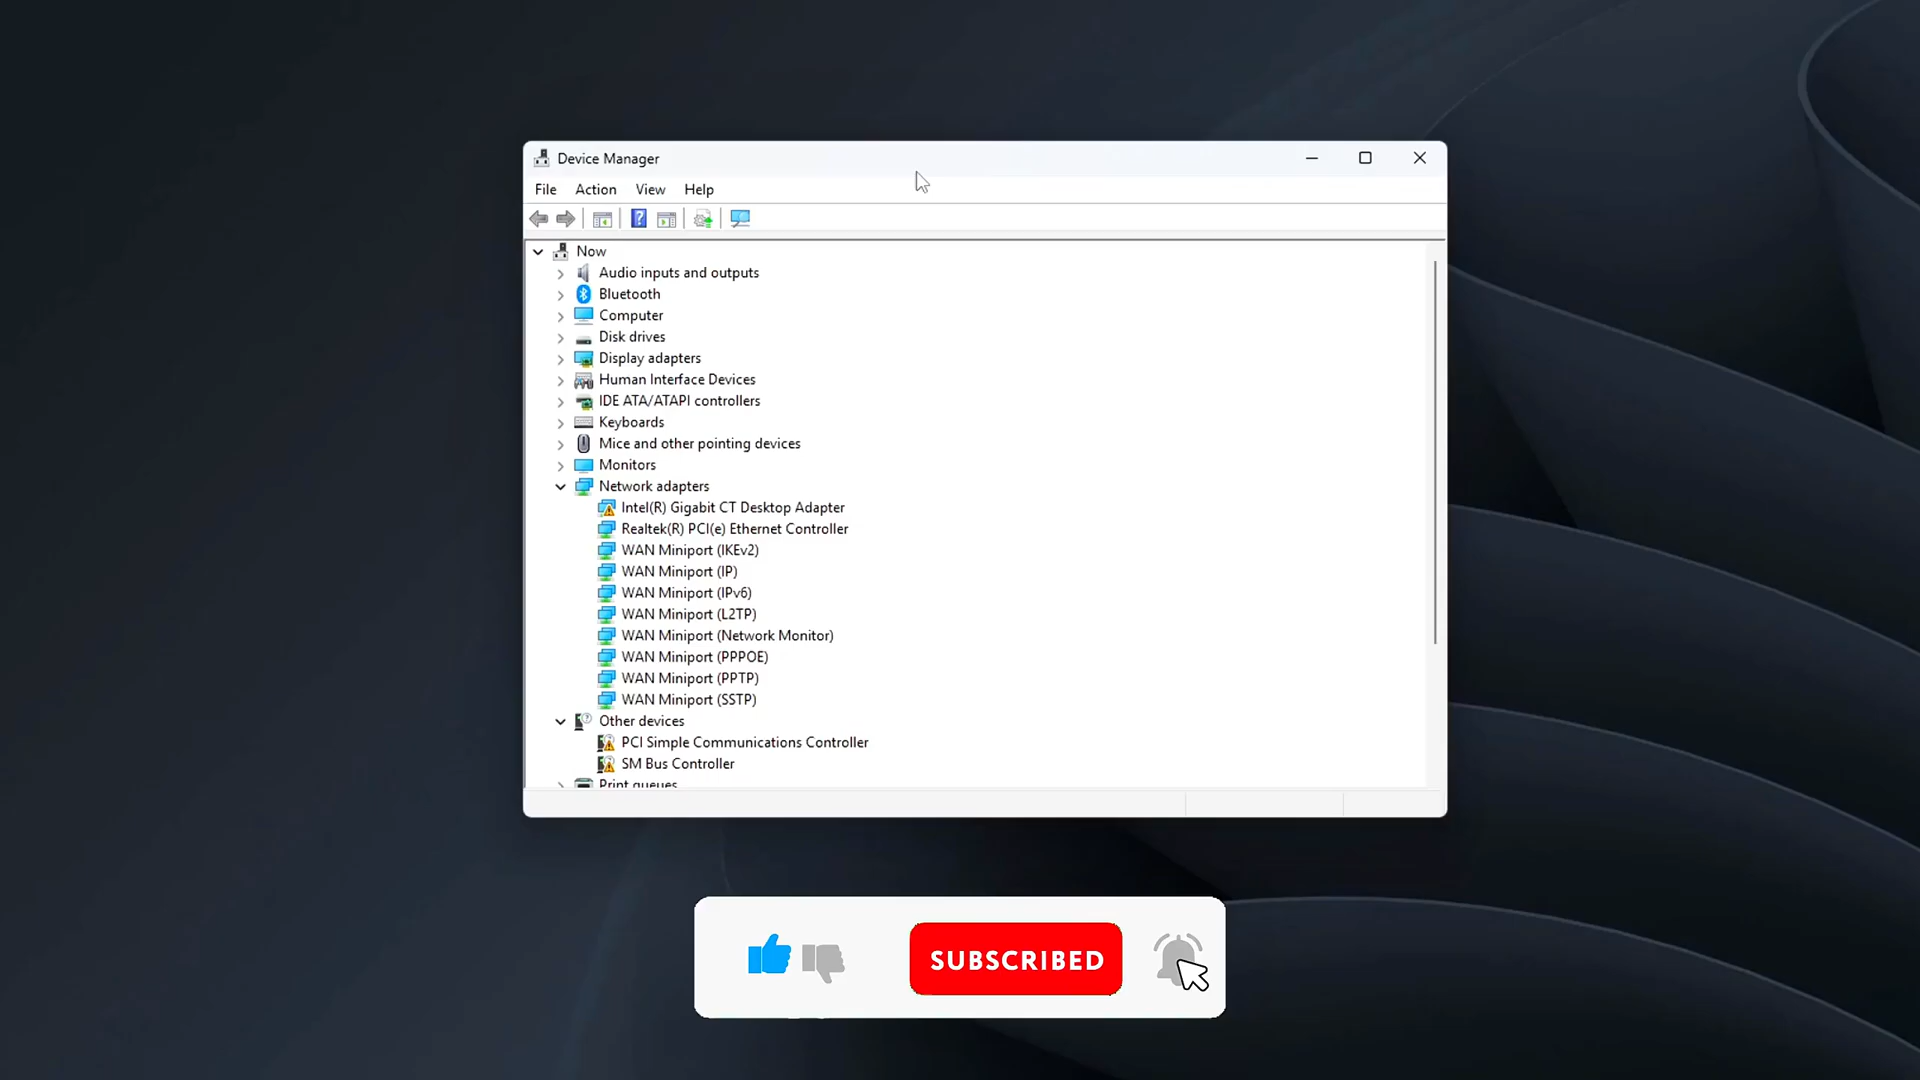 Device Manager
File Action View Help
Now
Audio inputs and outputs
Bluetooth
Computer
Disk drives
Display adapters
Human Interface Devices
IDE ATA/ATAPI controllers
Keyboards
Mice and other pointing devices
Monitors
Network adapters
Intel(R) Gigabit CT Desktop Adapter
Realtek(R) PCI(e) Ethernet Controller
WAN Miniport (IKEv2)
WAN Miniport (IP)
WAN Miniport (IPv6)
WAN Miniport (L2TP)
WAN Miniport (Network Monitor)
WAN Miniport (PPPOE)
WAN Miniport (PPTP)
WAN Miniport (SSTP)
Other devices
PCI Simple Communications Controller
SM Bus Controller
Print queues
SUBSCRIBED